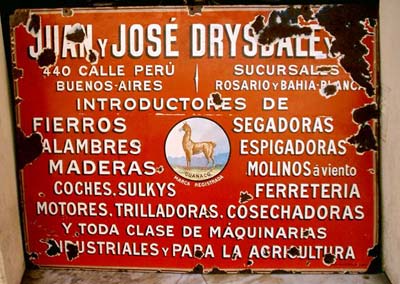 JUAN Y JOSÉ DRYSDALE Y
440 CALLE PERÚ
BUENOS-AIRES
SUCURSALES
ROSARIO Y BAHIA-BLANCA
INTRODUCTORES DE
FIERROS
ALAMBRES
MADERAS
COCHES, SULKYS
GUANACO
MARCA REGISTRADA
SEGADORAS
ESPIGADORAS
MOLINOS á viento
FERRETERIA
MOTORES, TRILLADORAS, COSECHADORAS
Y TODA CLASE DE MÁQUINARIAS
INDUSTRIALES Y PARA LA AGRICULTURA